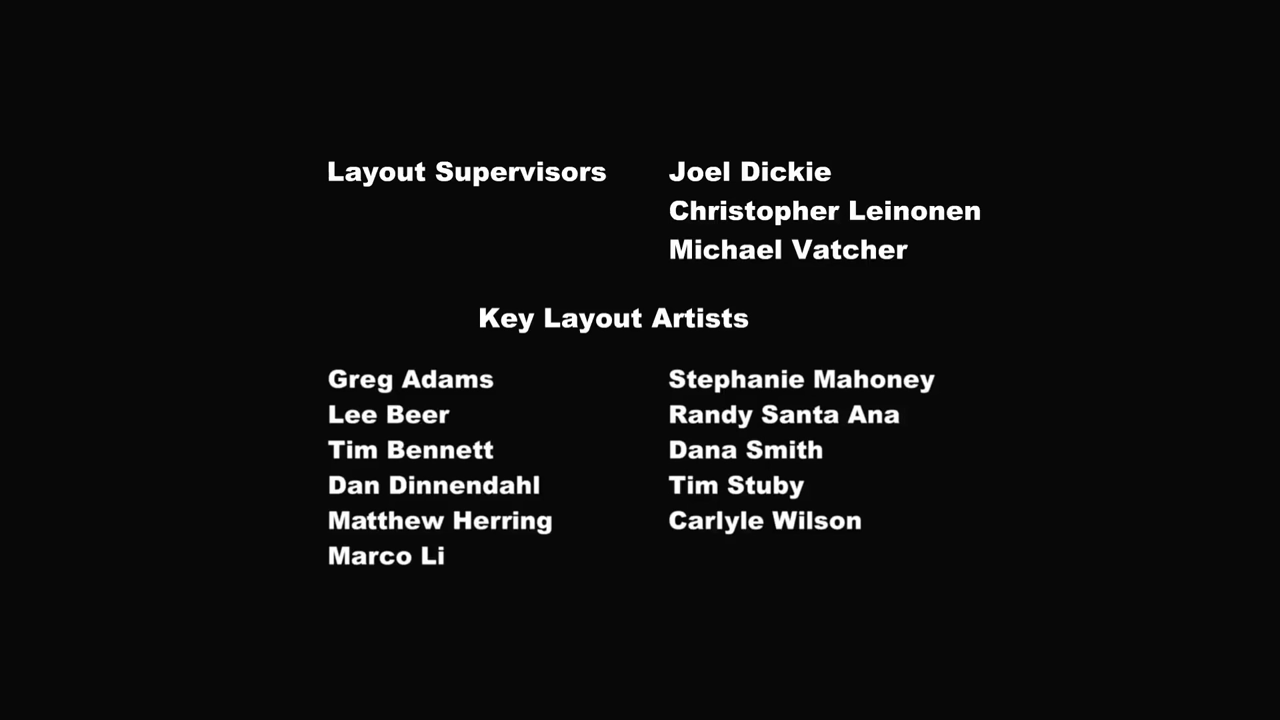 Layout Supervisors Joel Dickie
Christopher Leinonen
Michael Vatcher
Key Layout Artists
Greg Adams Stephanie Mahoney
Lee Beer Randy Santa Ana
Tim Bennett Dana Smith
Dan Dinnendahl Tim Stuby
Matthew Herring Carlyle Wilson
Marco Li